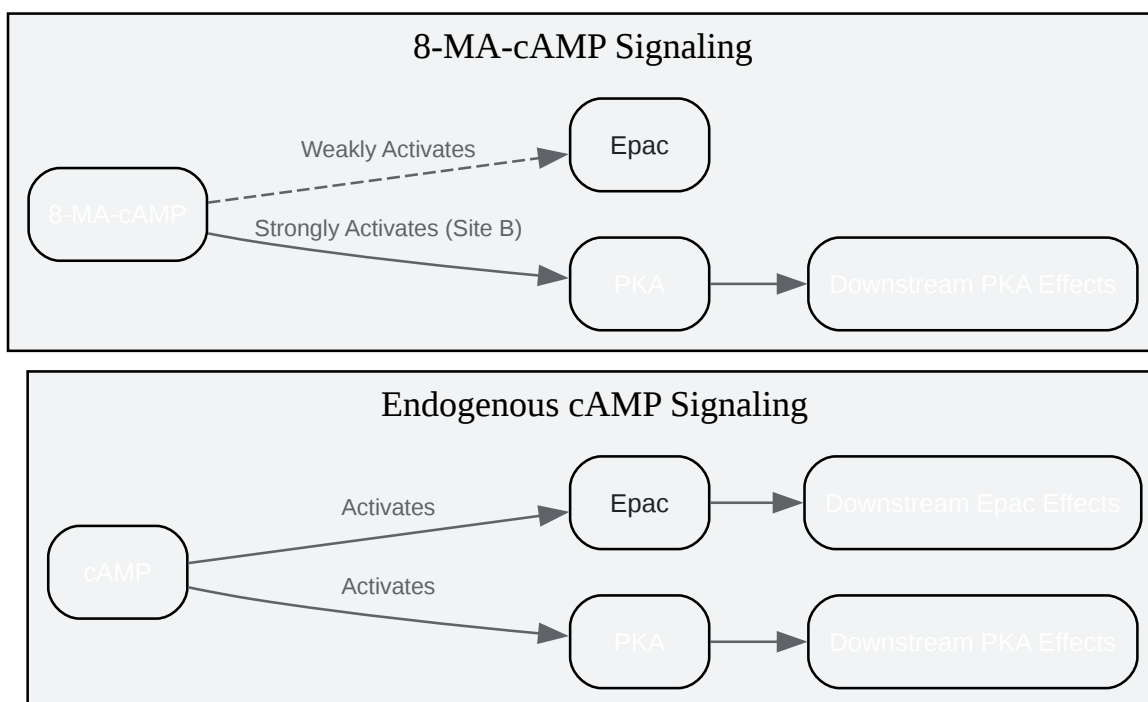 8-MA-cAMP Signaling
Weakly Activates
Epac
8-MA-cAMP
Strongly Activates (Site B)
PKA
Downstream PKA Effects
Endogenous cAMP Signaling
Activates
Epac
Downstream Epac Effects
cAMP
Activates
PKA
Downstream PKA Effects